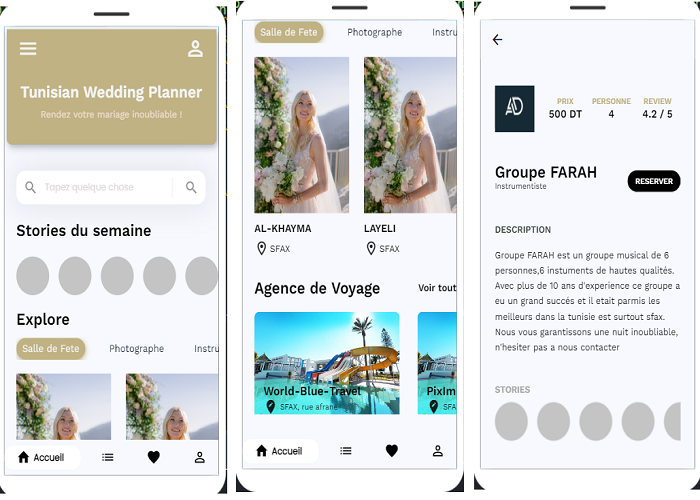 Tunisian Wedding Planner
Rendez votre mariage inoubliable !
Tapez quelque chose
Stories du semaine
Explore
Salle de Fete
Photographe
Instru
Accueil
Salle de Fete
Photographe
Instru
AL-KHAYMA
SFAX
LAYELI
SFAX
Agence de Voyage
Voir tout
World-Blue-Travel
SFAX, rue afrane
PixIm
SFA
Accueil
AD
PRIX
PERSONNE
REVIEW
500 DT
4
4.2 / 5
Groupe FARAH
Instrumentiste
RESERVER
DESCRIPTION
Groupe FARAH est un groupe musical de 6
personnes,6 instuments de hautes qualités.
Avec plus de 10 ans d'experience ce groupe a
eu un grand succés et il etait parmis les
meilleurs dans la tunisie est surtout sfax.
Nous vous garantissons une nuit inoubliable,
n'hesiter pas a nous contacter
STORIES